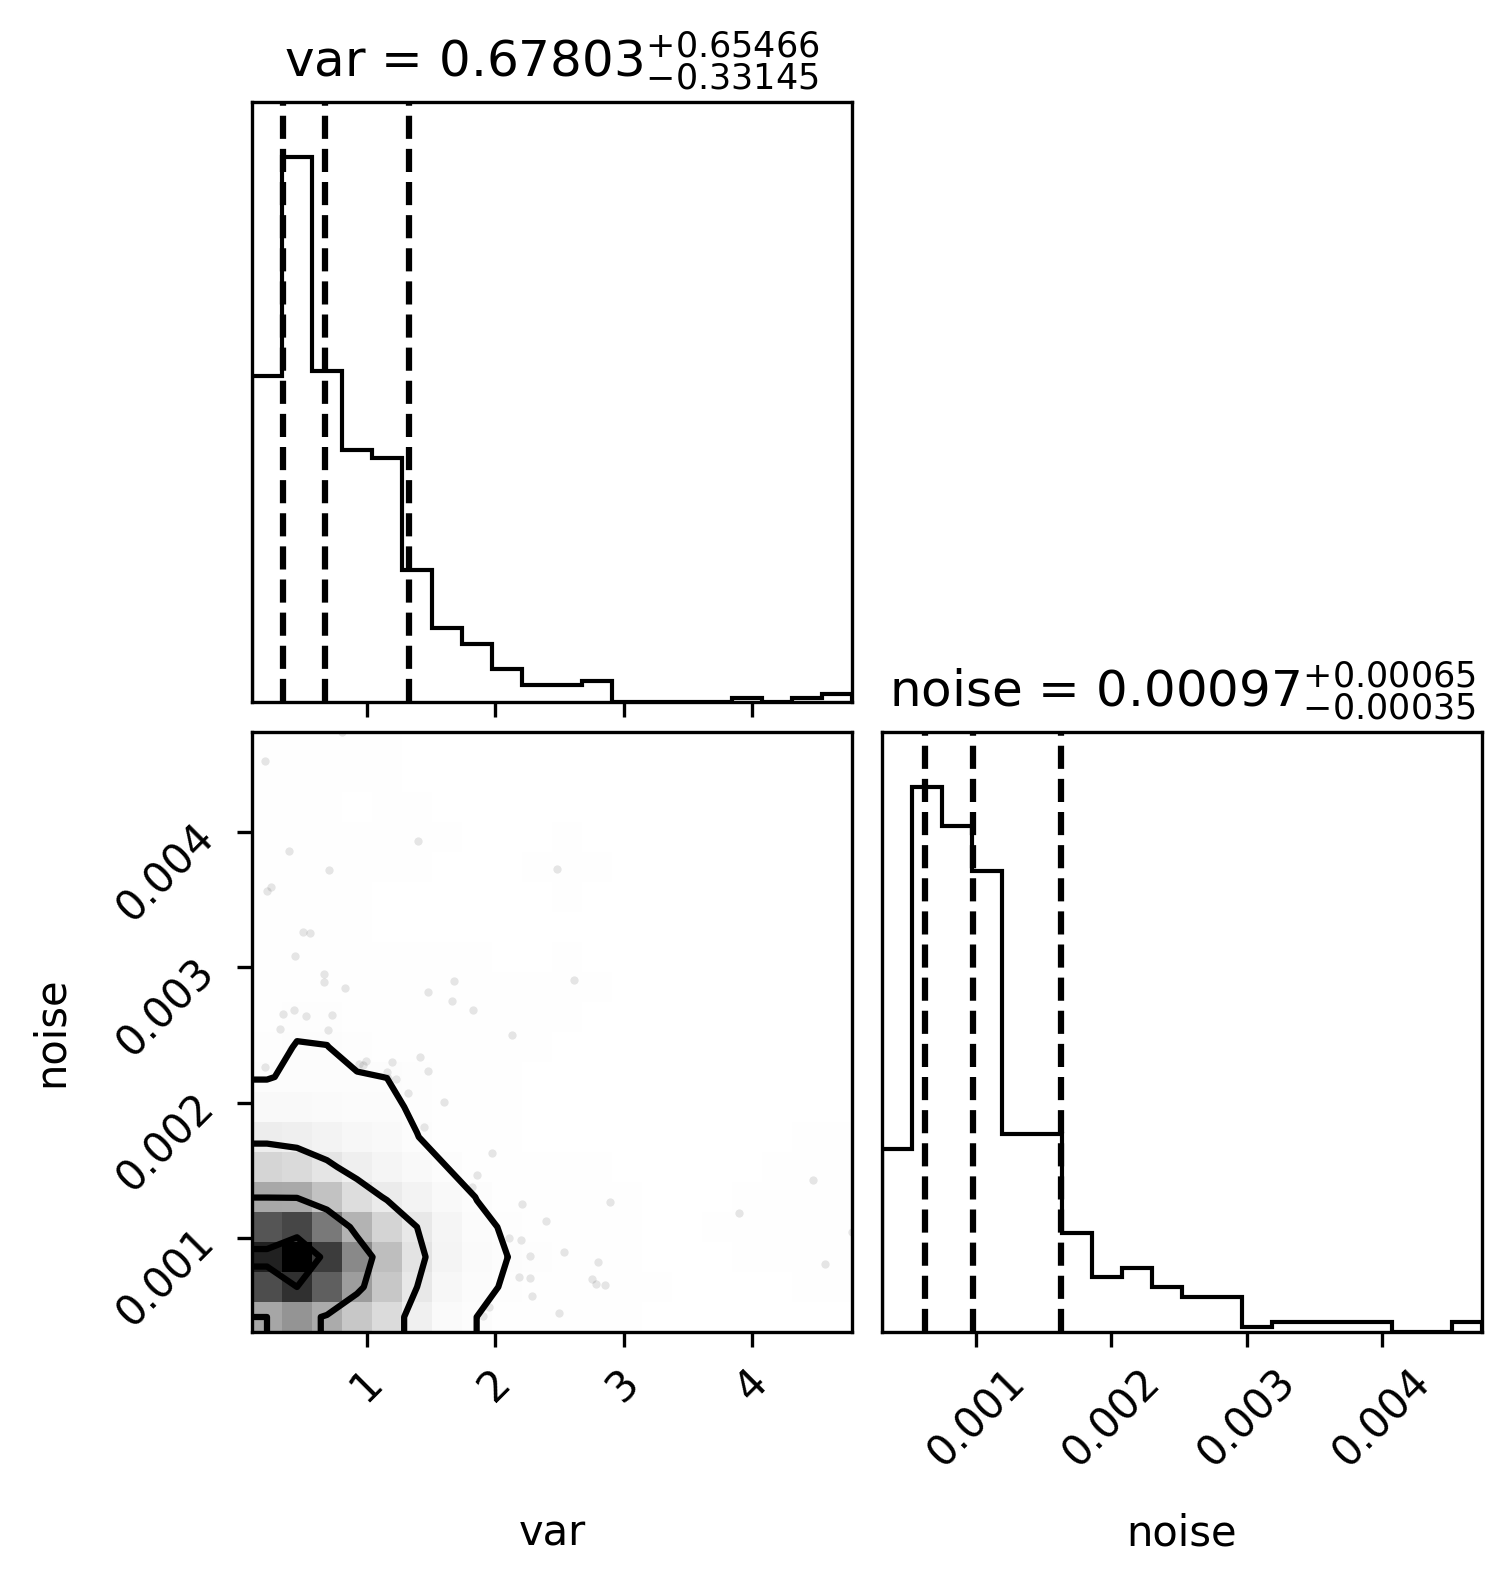 var = 0.67803 +0.65466 −0.33145
noise = 0.00097 +0.00065 −0.00035
0.004
0.003
0.002
0.001
noise
1 2 3 4
0.001 0.002 0.003 0.004
var
noise